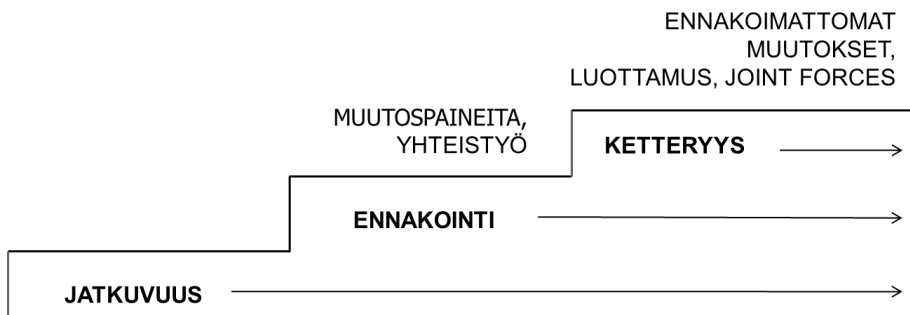 ENNAKOIMATTOMAT
MUUTOKSET,
LUOTTAMUS, JOINT FORCES
MUUTOSPAINEITA,
YHTEISTYÖ
KETTERYYS
ENNAKOINTI
JATKUVUUS